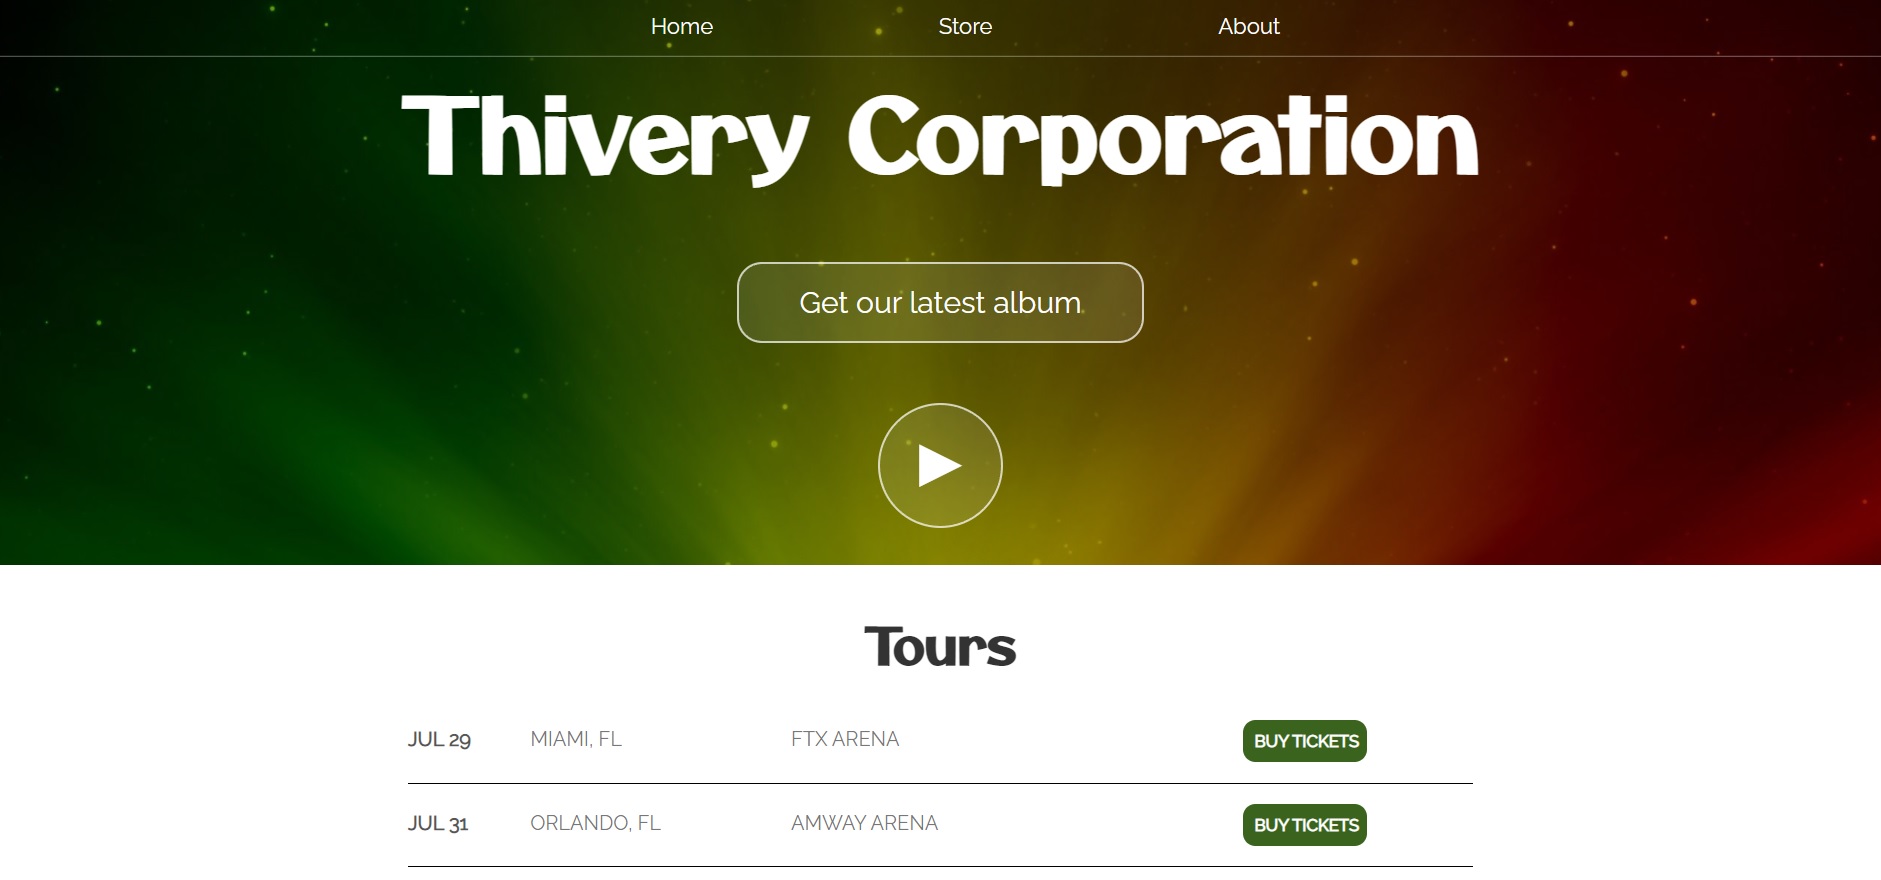 Home Store About
Thivery Corporation
Get our latest album
Tours
JUL 29 MIAMI, FL FTX ARENA BUY TICKETS
JUL 31 ORLANDO, FL AMWAY ARENA BUY TICKETS